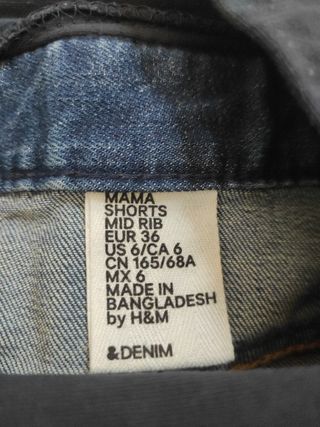 MAMA
SHORTS
MID RIB
EUR 36
US 6/CA 6
CN 165/68A
MX 6
MADE IN
BANGLADESH
by H&M
&DENIM